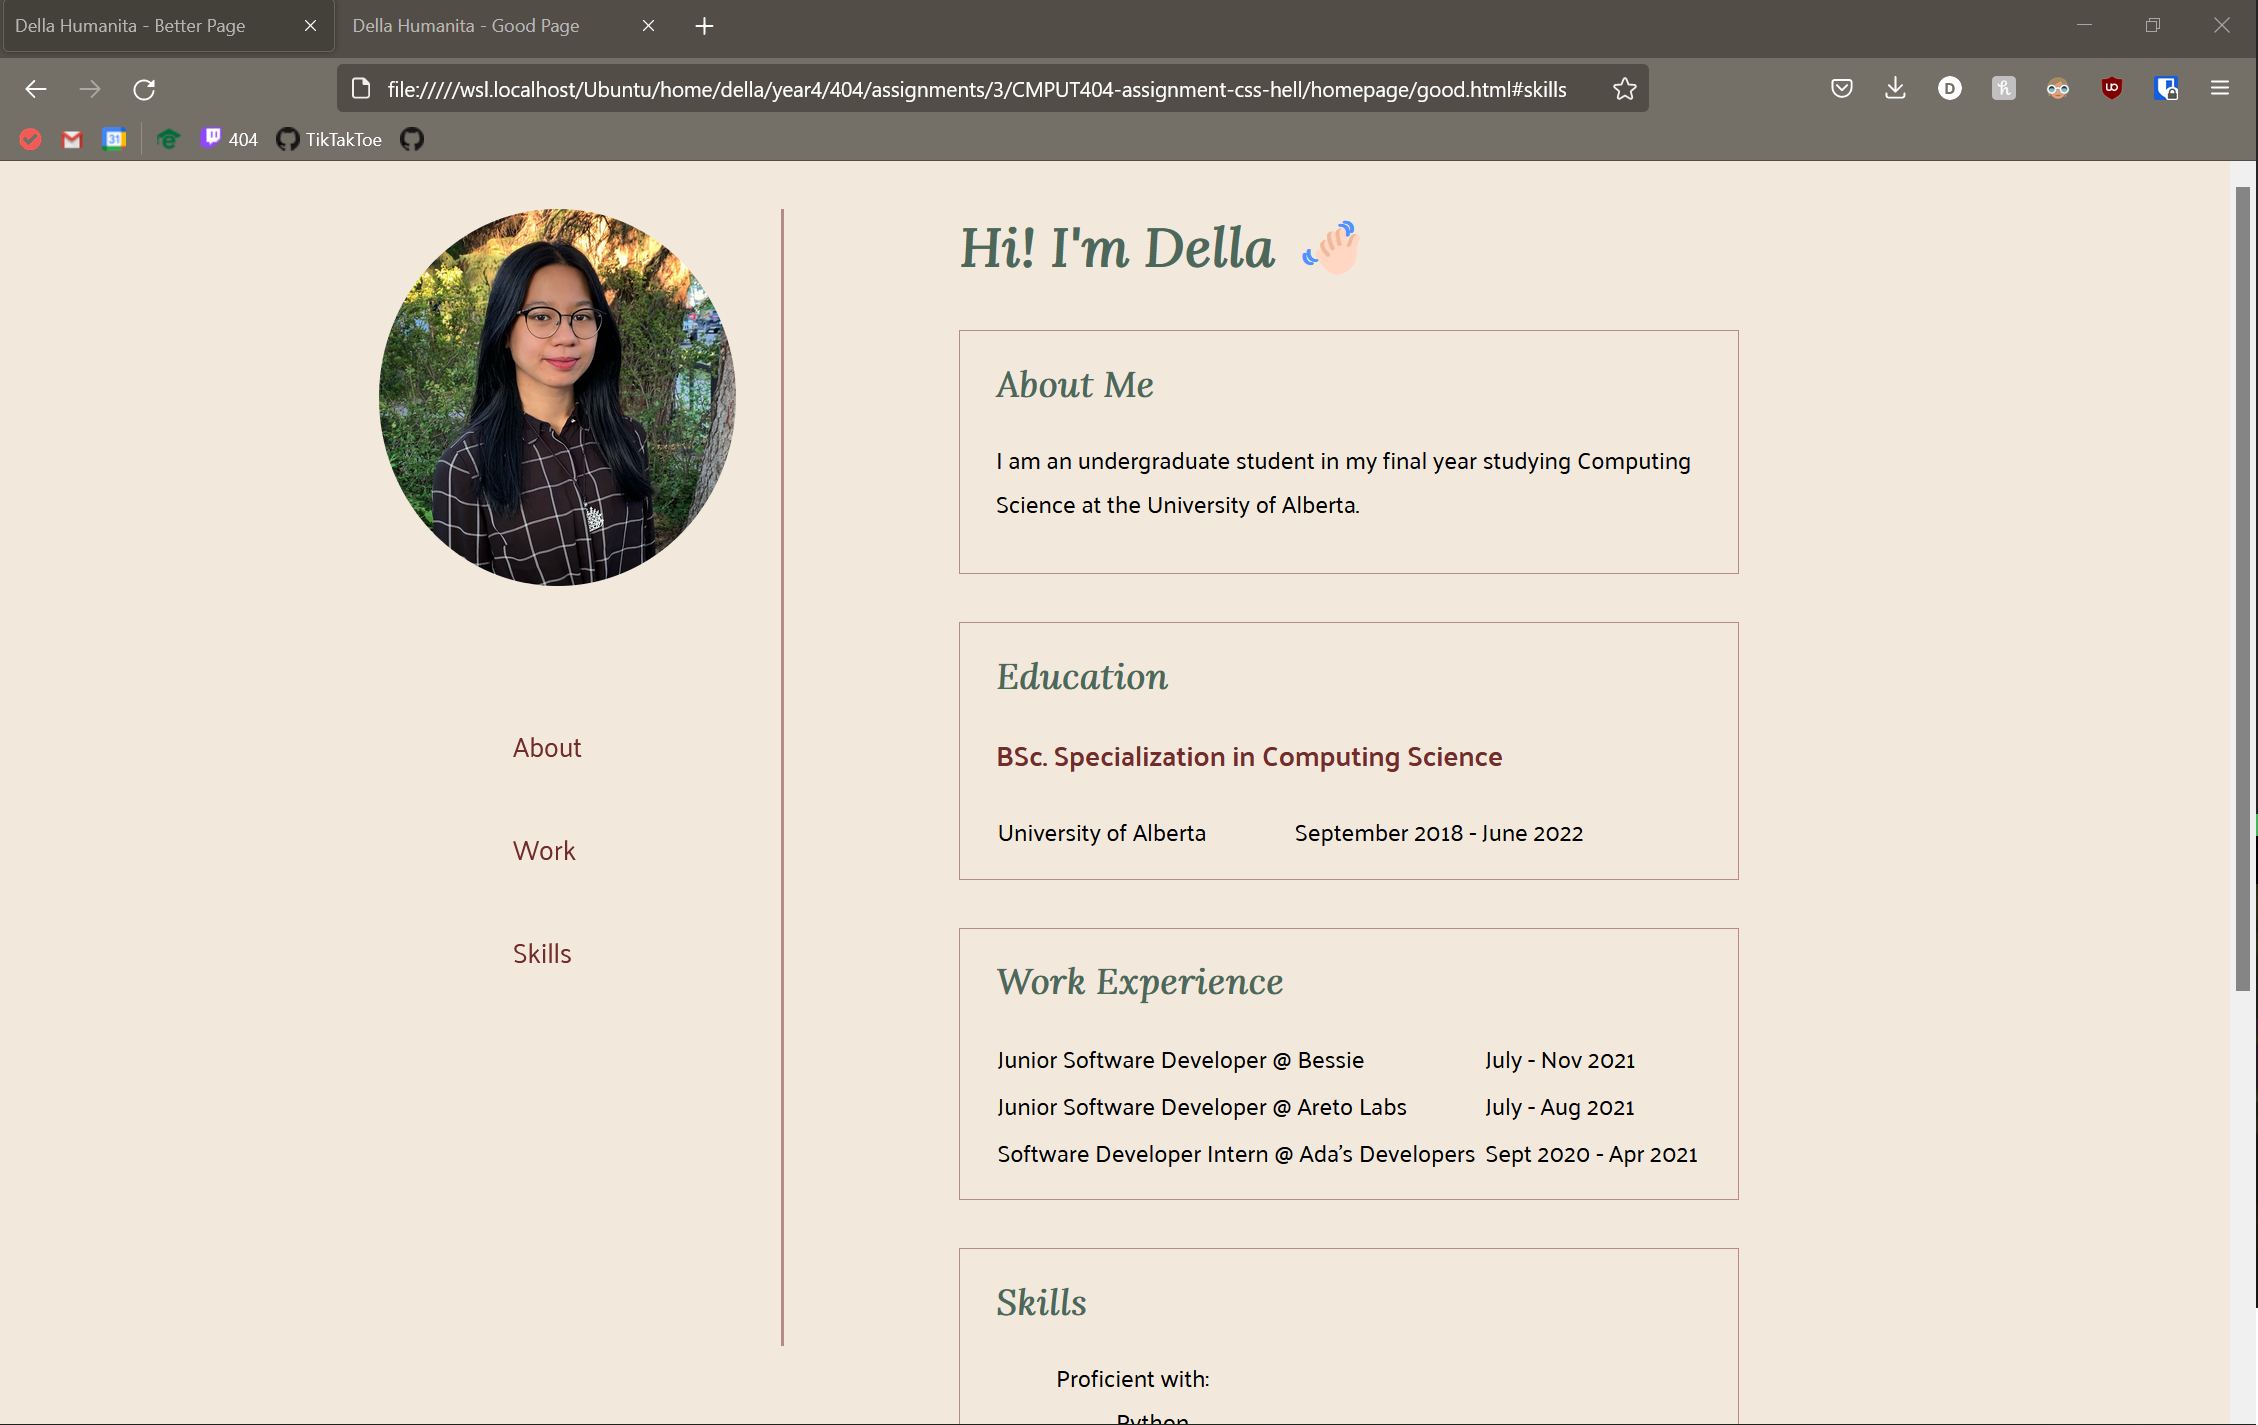 Della Humanita - Better Page
Della Humanita - Good Page
file://///wsl.localhost/Ubuntu/home/della/year4/404/assignments/3/CMPUT404-assignment-css-hell/homepage/good.html#skills
D
31
404
TikTakToe
Hi! I'm Della
About
Work
Skills
About Me
I am an undergraduate student in my final year studying Computing
Science at the University of Alberta.
Education
BSc. Specialization in Computing Science
University of Alberta September 2018 - June 2022
Work Experience
Junior Software Developer @ Bessie July - Nov 2021
Junior Software Developer @ Areto Labs July - Aug 2021
Software Developer Intern @ Ada’s Developers Sept 2020 - Apr 2021
Skills
Proficient with:
Python